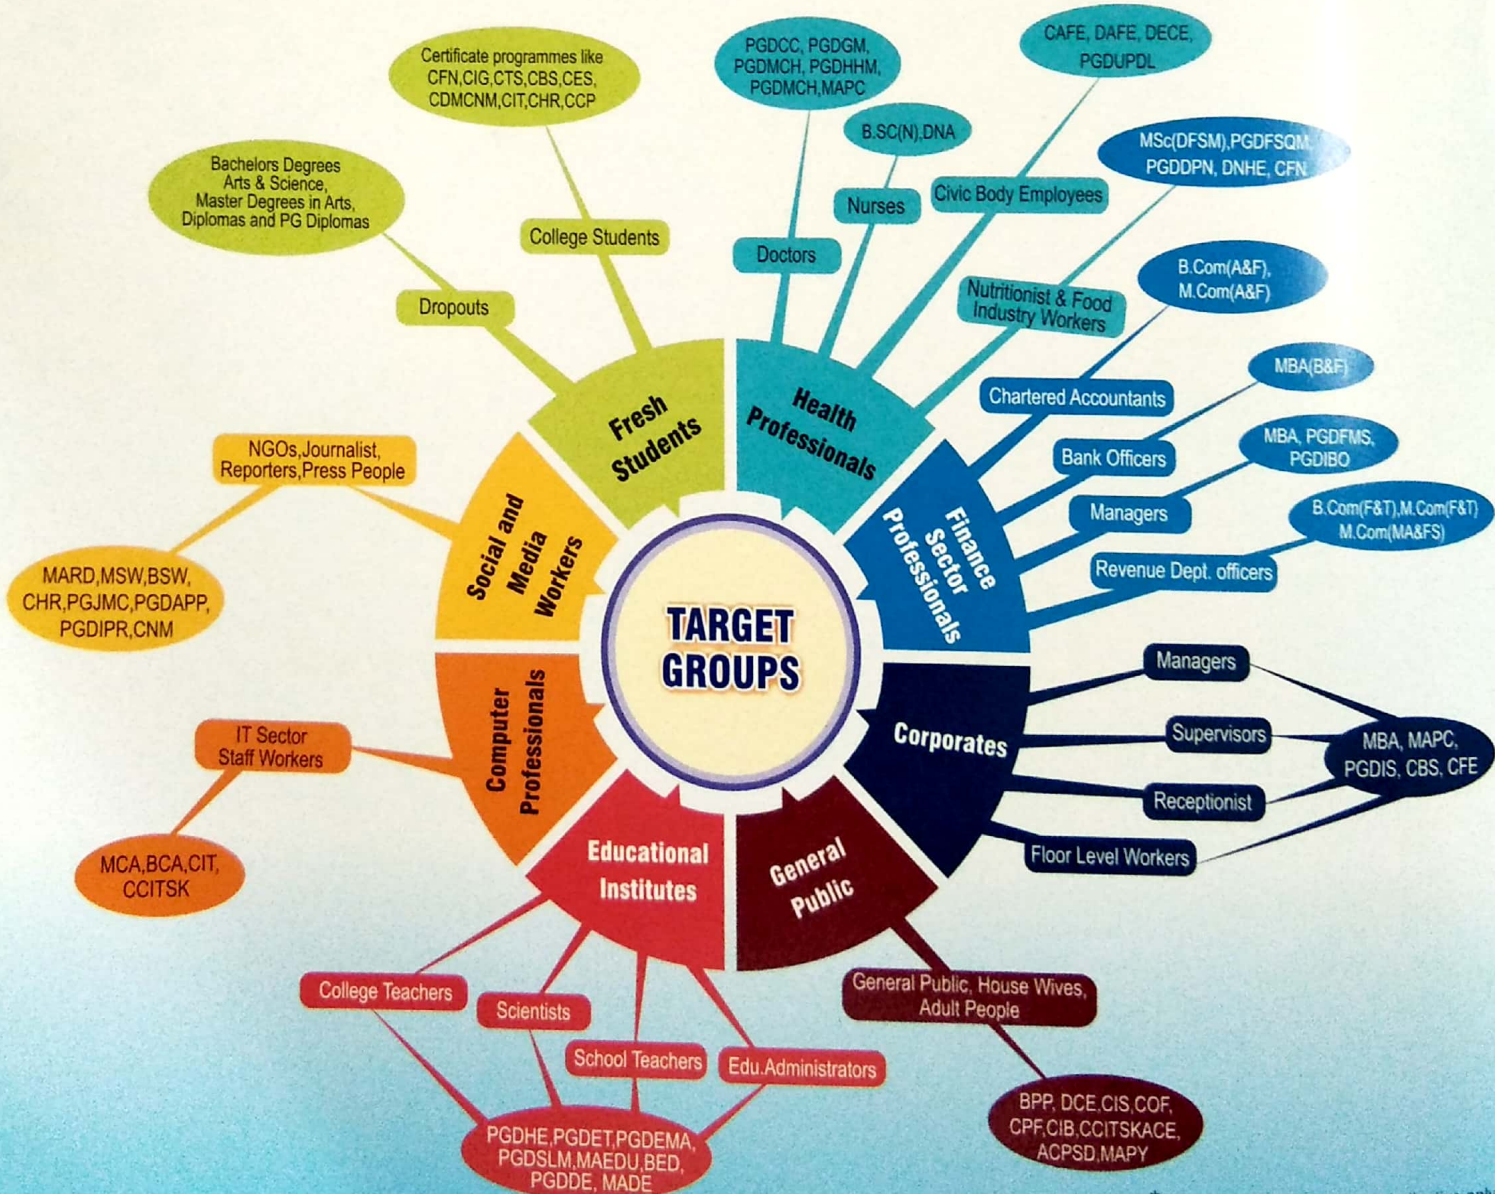 TARGET
GROUPS
Fresh
Students
College Students
Certificate programmes like
CFN,CIG,CTS,CBS,CES,
CDMCNM,CIT,CHR,CCP
Dropouts
Bachelors Degrees
Arts & Science,
Master Degrees in Arts,
Diplomas and PG Diplomas
Health
Professionals
Doctors
PGDCC, PGDGM,
PGDMCH, PGDHHM,
PGDMCH,MAPC
Nurses
B.SC(N),DNA
Civic Body Employees
CAFE, DAFE, DECE,
PGDUPDL
Nutritionist & Food
Industry Workers
MSc(DFSM),PGDFSQM,
PGDDPN, DNHE, CFN
Finance
Sector
Professionals
Chartered Accountants
B.Com(A&F),
M.Com(A&F)
Bank Officers
MBA(B&F)
Managers
MBA, PGDFMS,
PGDIBO
Revenue Dept. officers
B.Com(F&T),M.Com(F&T)
M.Com(MA&FS)
Corporates
Managers
Supervisors
Receptionist
Floor Level Workers
MBA, MAPC,
PGDIS, CBS, CFE
General
Public
General Public, House Wives,
Adult People
BPP, DCE,CIS,COF,
CPF,CIB,CCITSKACE,
ACPSD,MAPY
Educational
Institutes
College Teachers
Scientists
School Teachers
Edu.Administrators
PGDHE,PGDET,PGDEMA,
PGDSLM,MAEDU,BED,
PGDDE, MADE
Computer
Professionals
IT Sector
Staff Workers
MCA,BCA,CIT,
CCITSK
Social and
Media
Workers
NGOs,Journalist,
Reporters,Press People
MARD,MSW,BSW,
CHR,PGJMC,PGDAPP,
PGDIPR,CNM